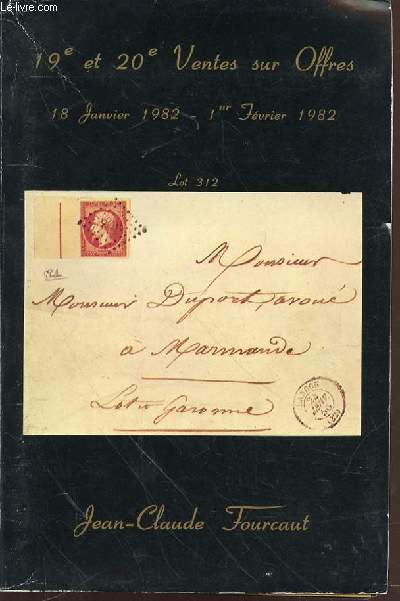 LE-LIVRE.COM
19e et 20e Ventes sur Offres
18 Janvier 1982 - 1er Février 1982
Lot 312
Monsieur
Monsieur Duport, avoué
à Marmande
Lot et Garonne
Jean-Claude Fourcaut